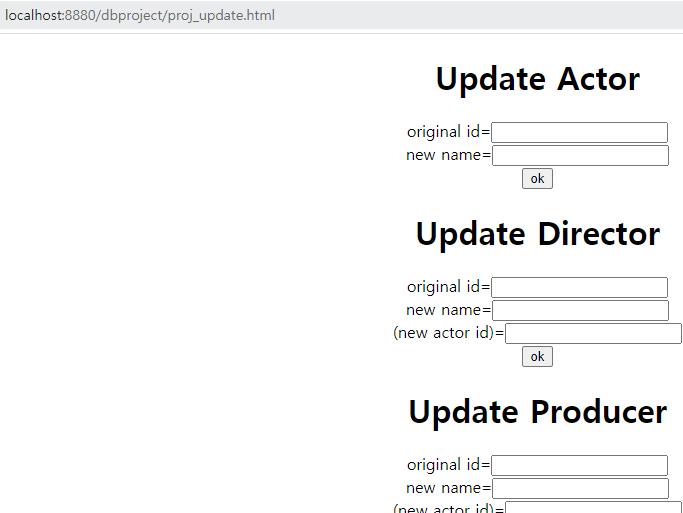 localhost:8880/dbproject/proj_update.html
Update Actor
original id=
new name=
ok
Update Director
original id=
new name=
(new actor id)=
ok
Update Producer
original id=
new name=
(new actor id)=